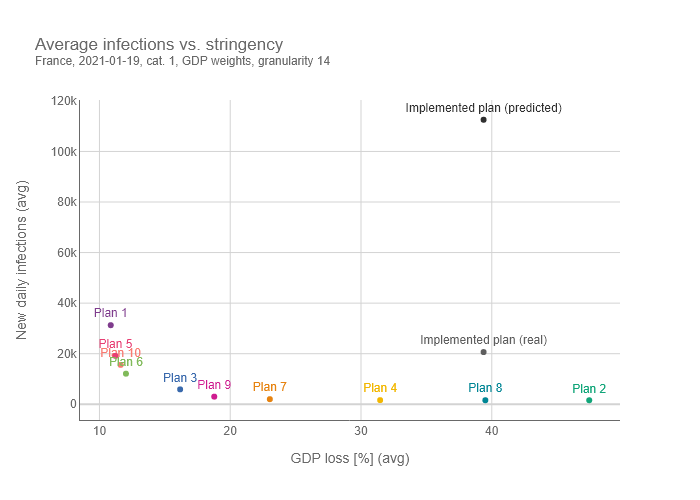 Average infections vs. stringency
France, 2021-01-19, cat. 1, GDP weights, granularity 14
New daily infections (avg)
120k
100k
80k
60k
40k
20k
0
Implemented plan (predicted)
Plan 1
Plan 5
Plan 10
Plan 6
Implemented plan (real)
Plan 3
Plan 9
Plan 7
Plan 4
Plan 8
Plan 2
10
20
30
40
GDP loss [%] (avg)